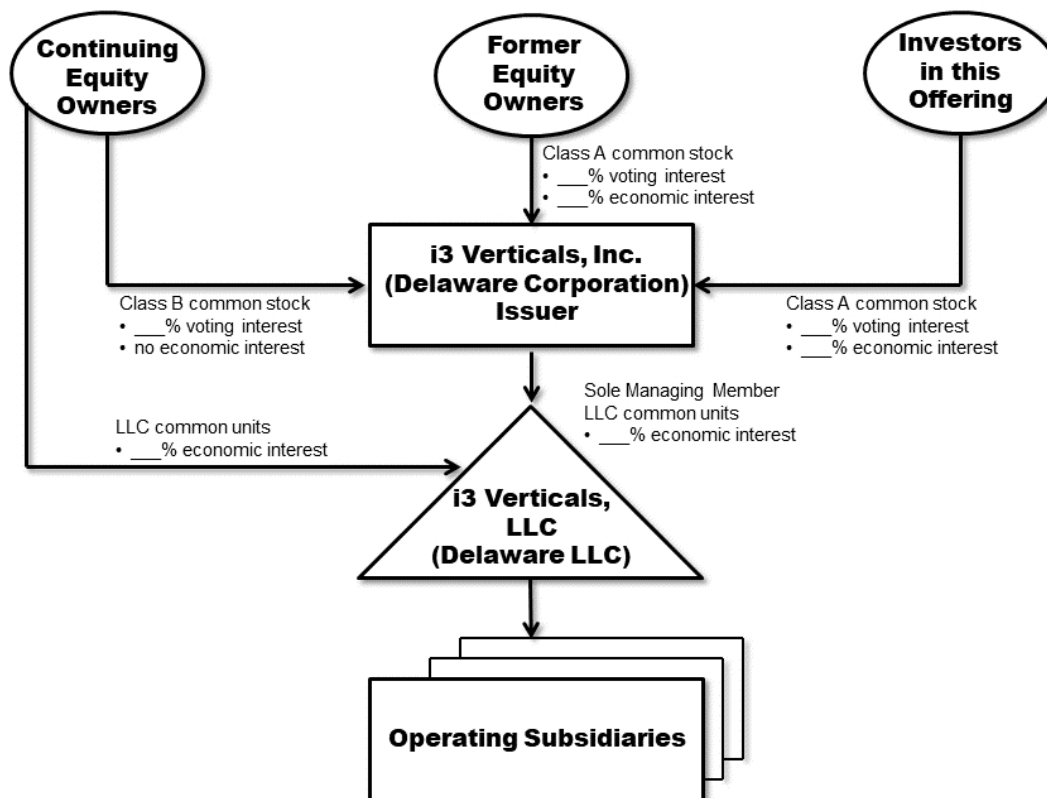 Continuing
Equity
Owners
Former
Equity
Owners
Investors
in this
Offering
Class A common stock
• ___% voting interest
• ___% economic interest
i3 Verticals, Inc.
(Delaware Corporation)
Issuer
Class B common stock
• ___% voting interest
• no economic interest
Class A common stock
• ___% voting interest
• ___% economic interest
Sole Managing Member
LLC common units
• ___% economic interest
LLC common units
• ___% economic interest
i3 Verticals,
LLC
(Delaware LLC)
Operating Subsidiaries